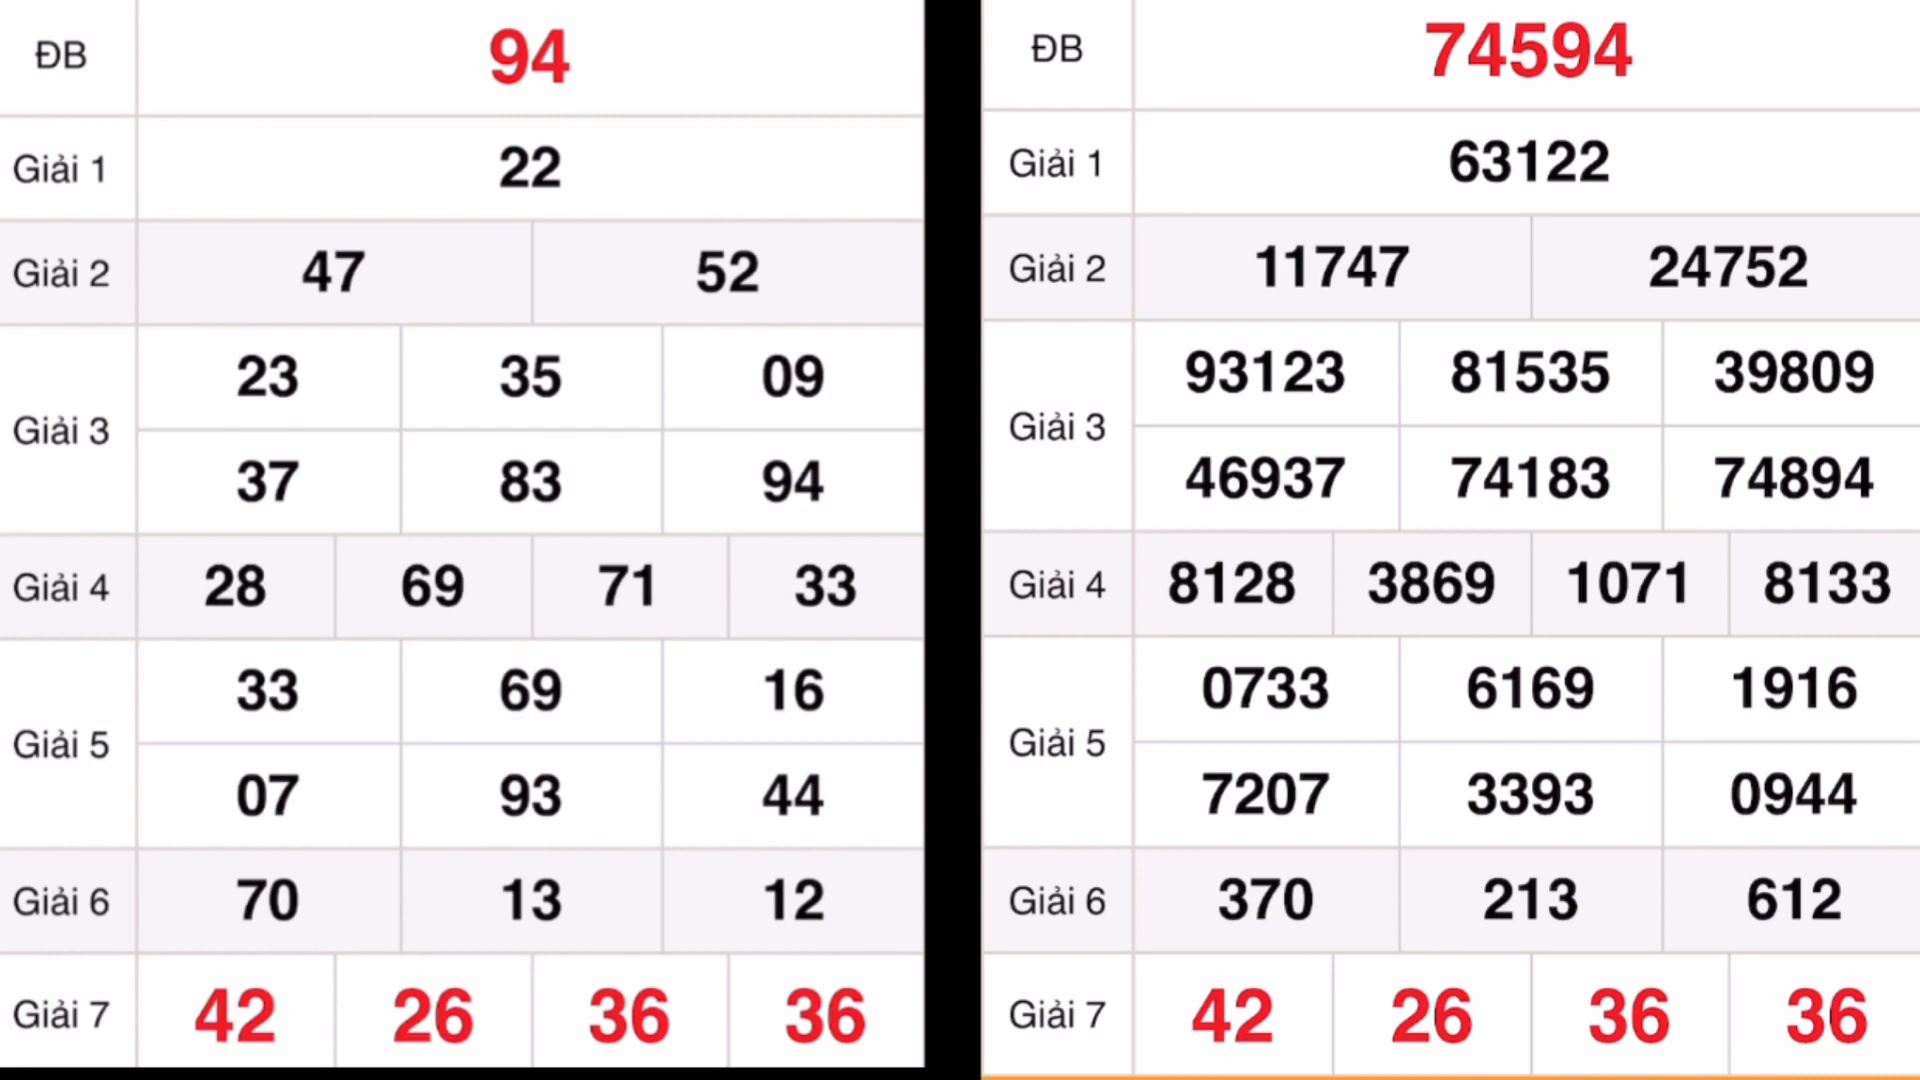 ĐB 94
Giải 1 22
Giải 2 47 52
Giải 3 23 35 09
37 83 94
Giải 4 28 69 71 33
Giải 5 33 69 16
07 93 44
Giải 6 70 13 12
Giải 7 42 26 36 36
ĐB 74594
Giải 1 63122
Giải 2 11747 24752
Giải 3 93123 81535 39809
46937 74183 74894
Giải 4 8128 3869 1071 8133
Giải 5 0733 6169 1916
7207 3393 0944
Giải 6 370 213 612
Giải 7 42 26 36 36